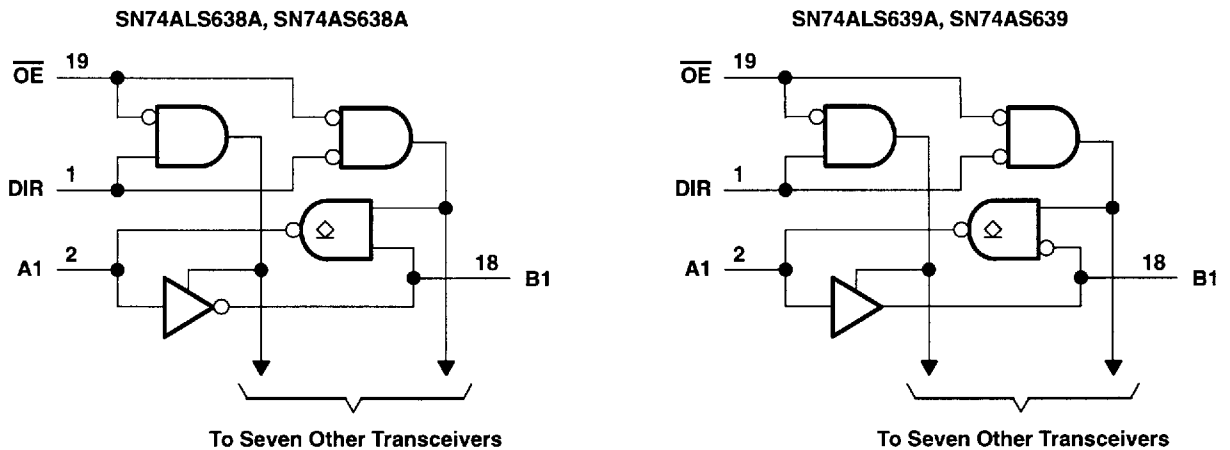 SN74ALS638A, SN74AS638A
OE 19
DIR 1
A1 2
18 B1
To Seven Other Transceivers
SN74ALS639A, SN74AS639
OE 19
DIR 1
A1 2
18 B1
To Seven Other Transceivers